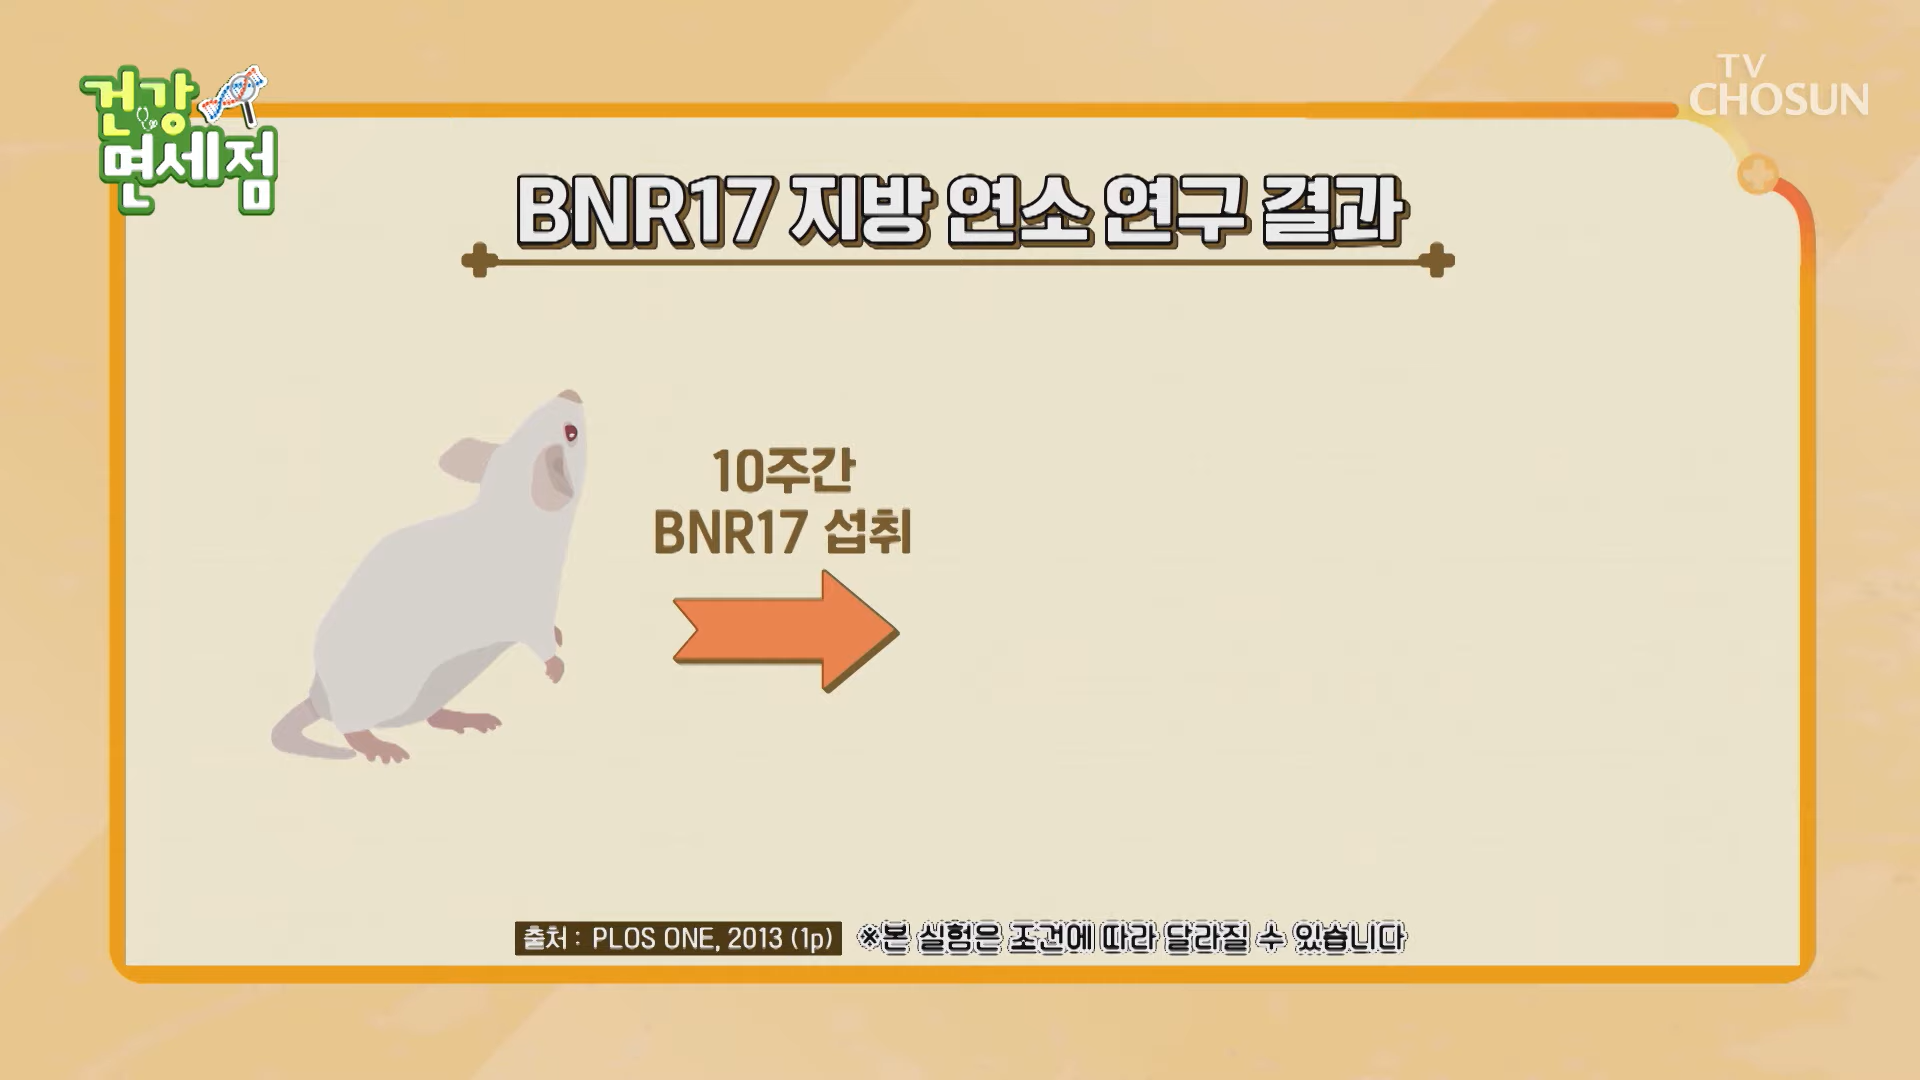 건강
면세점
TV
CHOSUN
BNR17 지방 연소 연구 결과
10주간
BNR17 섭취
출처 : PLOS ONE, 2013 (1p) ※본 실험은 조건에 따라 달라질 수 있습니다